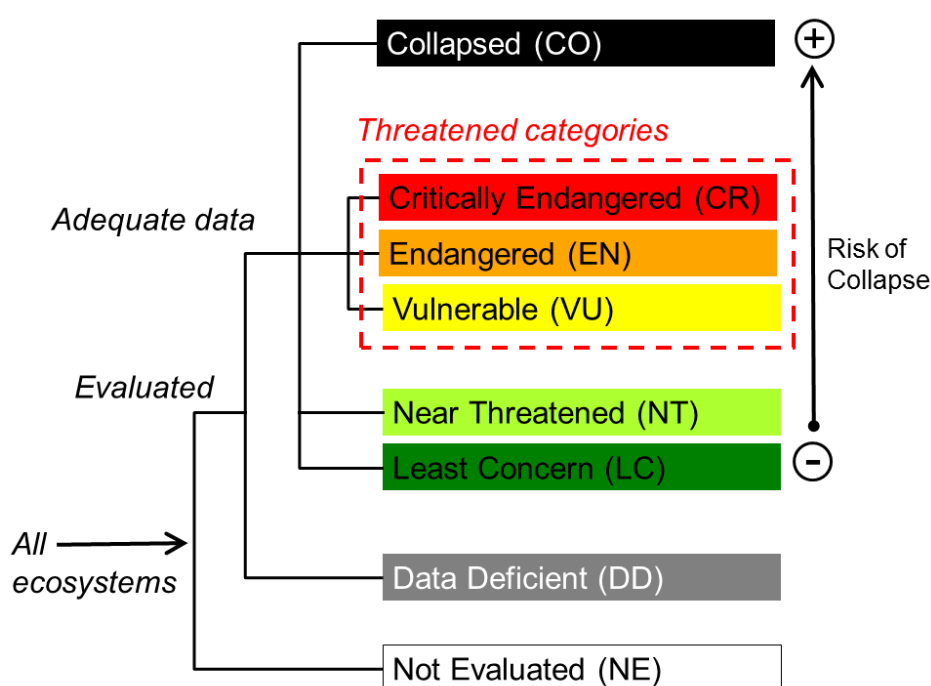 Collapsed (CO)
+
Threatened categories
Critically Endangered (CR)
Adequate data
Endangered (EN)
Risk of
Collapse
Vulnerable (VU)
Evaluated
Near Threatened (NT)
Least Concern (LC)
-
All
ecosystems
Data Deficient (DD)
Not Evaluated (NE)